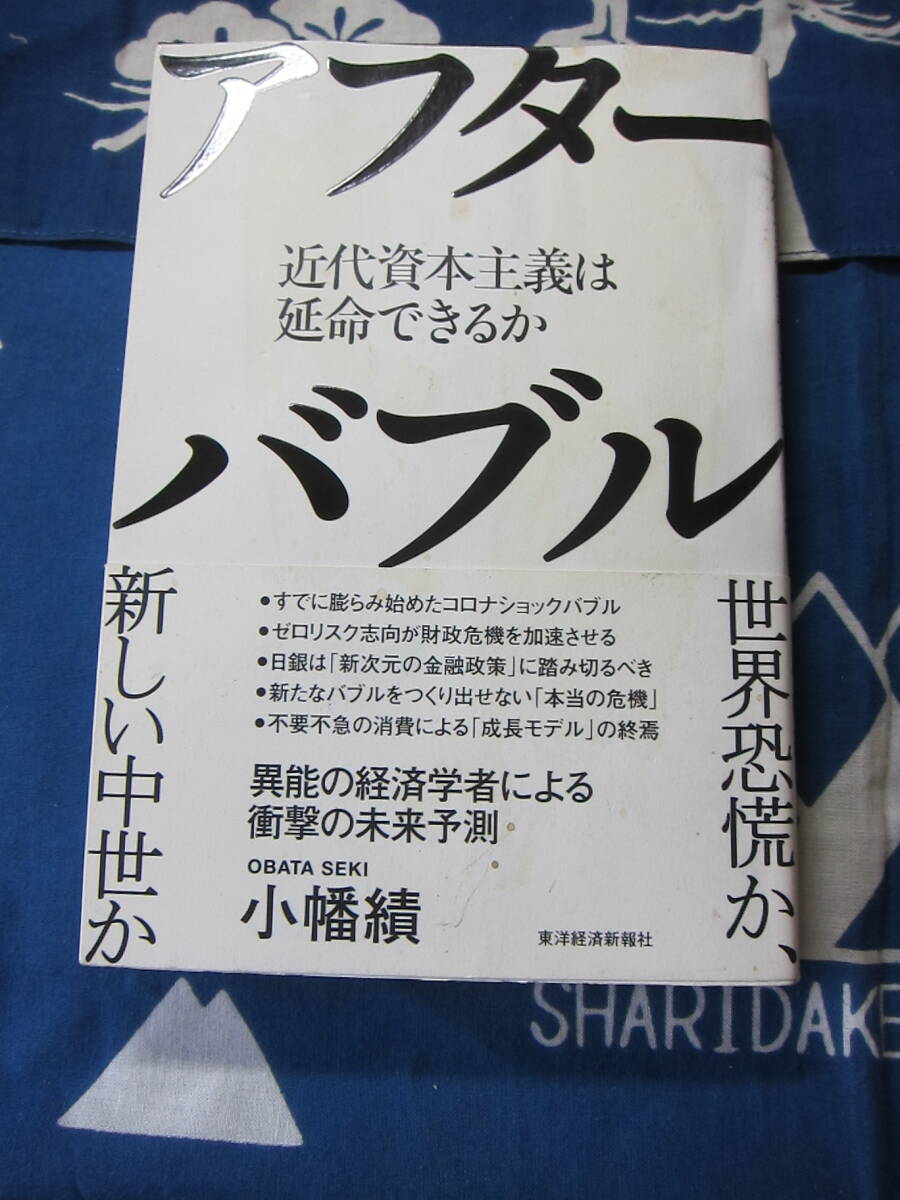 アフター
近代資本主義は
延命できるか
バブル
世界恐慌か、
新しい中世か
●すでに膨らみ始めたコロナショックバブル
●ゼロリスク志向が財政危機を加速させる
●日銀は「新次元の金融政策」に踏み切るべき
●新たなバブルをつくり出せない「本当の危機」
●不要不急の消費による「成長モデル」の終焉
異能の経済学者による
衝撃の未来予測
OBATA SEKI
小幡績
東洋経済新報社
SHARIDAKE